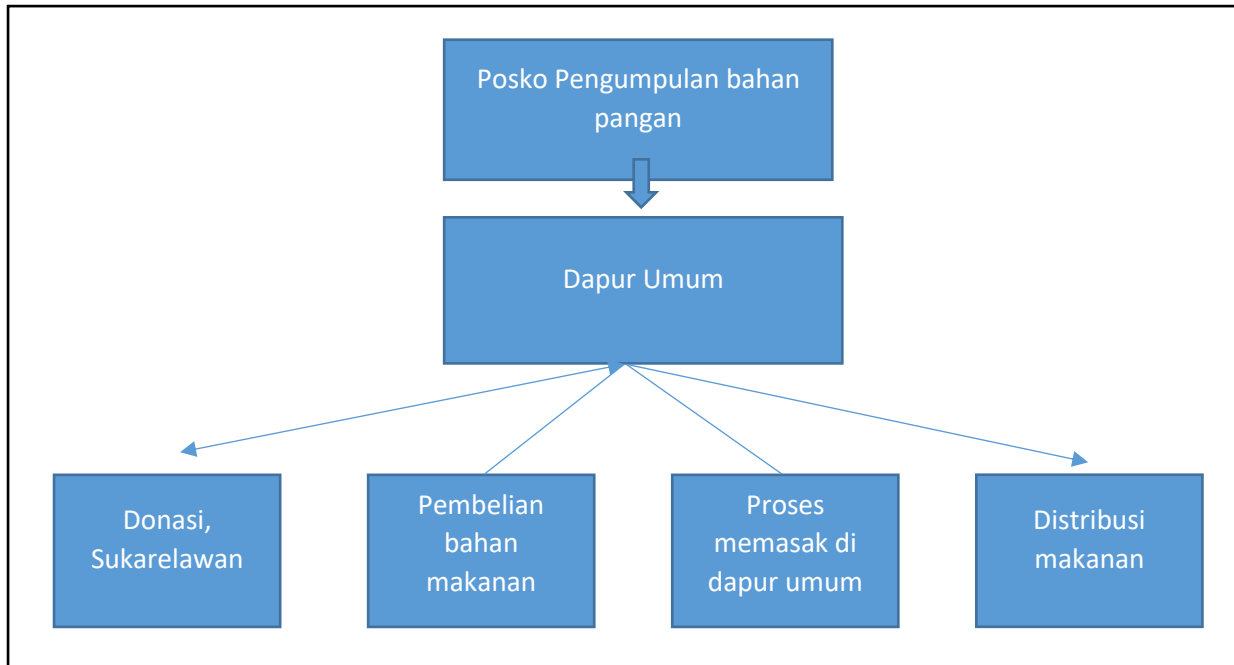 Posko Pengumpulan bahan
pangan
Dapur Umum
Donasi,
Sukarelawan
Pembelian
bahan
makanan
Proses
memasak di
dapur umum
Distribusi
makanan